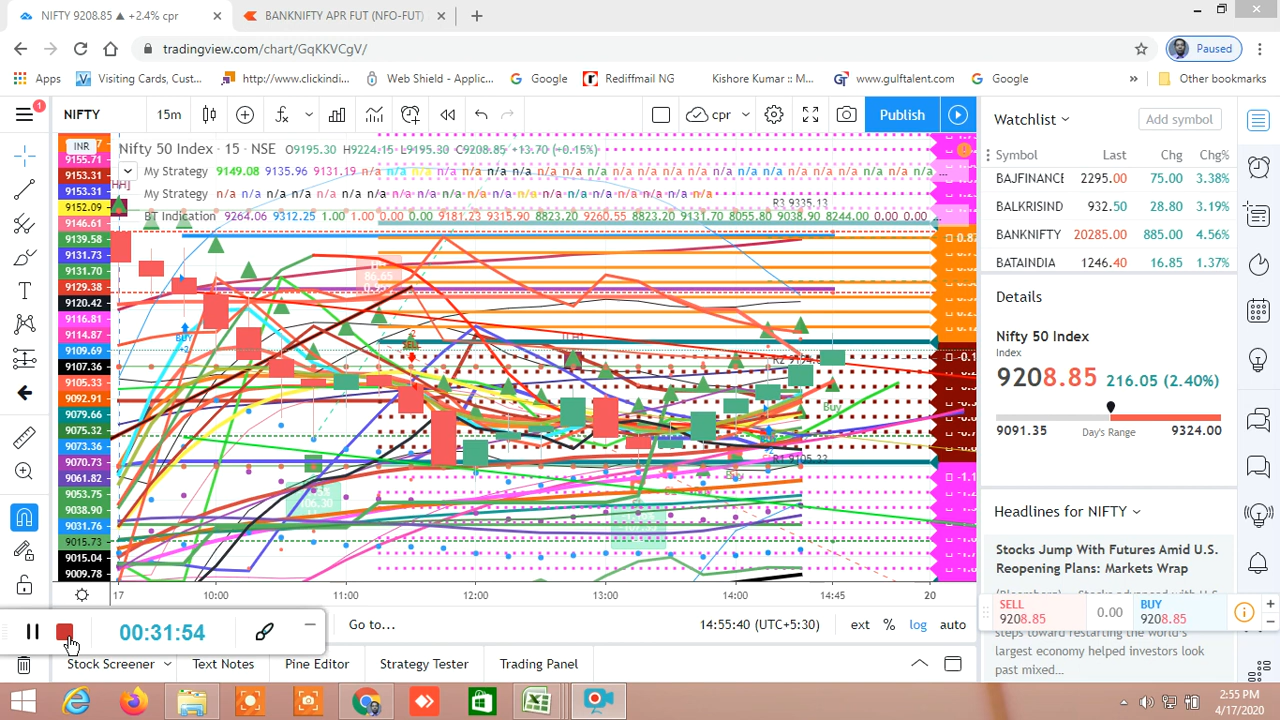 NIFTY 9208.85 ▲ +2.4% cpr
BANKNIFTY APR FUT (NFO-FUT)
tradingview.com/chart/GqKKVCgV/
Paused
Apps
Visiting Cards, Cust...
http://www.clickindi...
Web Shield - Applic...
Google
Rediffmail NG
Kishore Kumar :: M...
www.gulftalent.com
Google
»
Other bookmarks
1
NIFTY
15m
cpr
Publish
Watchlist
Add symbol
INR
Nifty 50 Index · 15 · NSE O9195.30 H9224.15 L9195.30 C9208.85 +13.70 (+0.15%)
My Strategy 9149.08 9135.96 9131.19 n/a n/a n/a n/a n/a n/a n/a n/a n/a n/a n/a n/a n/a n/a n/a n/a n/a n/a n/a n/a n/a n/a n/a ...
My Strategy n/a n/a n/a n/a n/a n/a n/a n/a n/a n/a n/a n/a n/a n/a n/a n/a n/a n/a
BT Indication 9264.06 9312.25 1.00 1.00 0.00 0.00 9181.23 9315.90 8823.20 9260.55 8823.20 9131.70 8055.80 9038.90 8244.00 0.00 0.00
9155.71
9153.31
9153.31
9152.09
9146.61
9139.58
9131.73
9131.70
9129.38
9120.42
9116.81
9114.87
9109.69
9107.36
9105.33
9092.91
9079.66
9075.32
9073.36
9070.73
9061.82
9053.75
9038.90
9031.76
9015.73
9015.04
9009.78
R3 9335.13
86.65
BUY
SELL
Buy
Buy
R1 9105.33
Symbol Last Chg Chg%
BAJFINANCE 2295.00 75.00 3.38%
BALKRISIND 932.50 28.80 3.19%
BANKNIFTY 20285.00 885.00 4.56%
BATAINDIA 1246.40 16.85 1.37%
Details
Nifty 50 Index
Index
9208.85 216.05 (2.40%)
9091.35 Day's Range 9324.00
Headlines for NIFTY
Stocks Jump With Futures Amid U.S.
Reopening Plans: Markets Wrap
SELL
9208.85
0.00
BUY
9208.85
steps toward restarting the world's
largest economy helped investors look
past mixed...
17 10:00 11:00 12:00 13:00 14:00 14:45 20
00:31:54
Go to...
14:55:40 (UTC+5:30)
ext
%
log
auto
Stock Screener
Text Notes
Pine Editor
Strategy Tester
Trading Panel
2:55 PM
4/17/2020